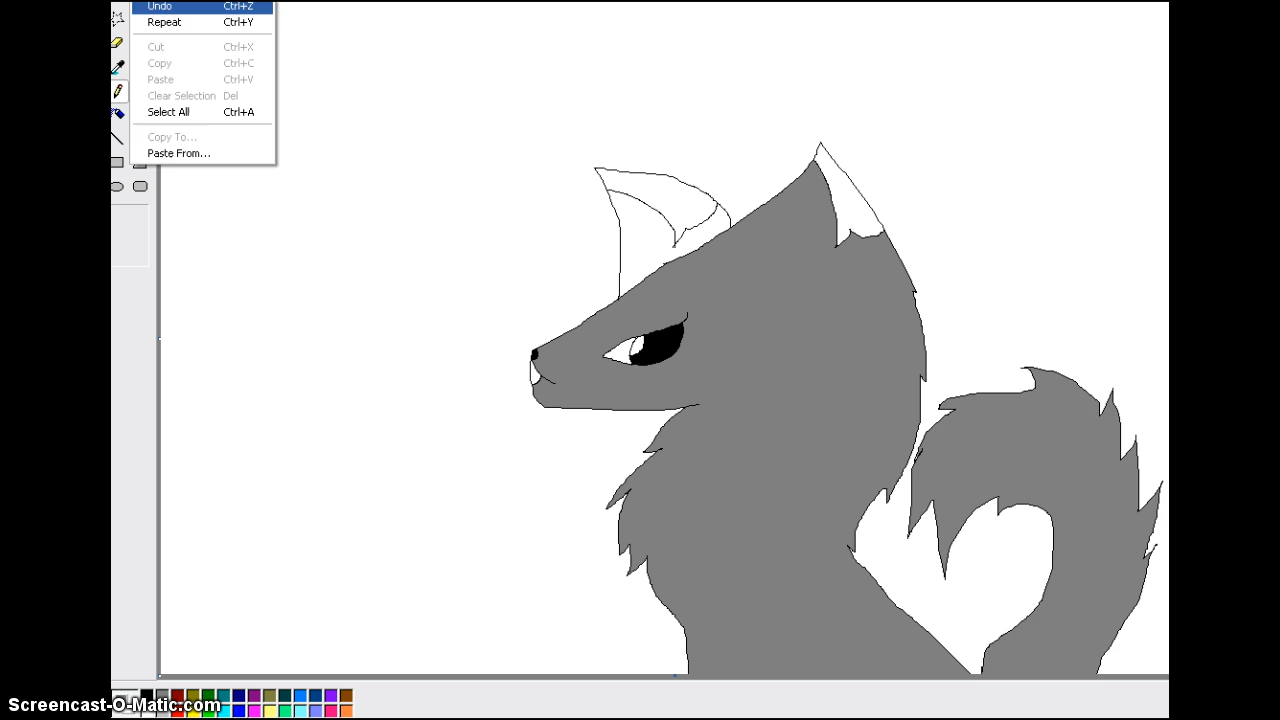 Undo Ctrl+Z
Repeat Ctrl+Y
Cut Ctrl+X
Copy Ctrl+C
Paste Ctrl+V
Clear Selection Del
Select All Ctrl+A
Copy To...
Paste From...
Screencast-O-Matic.com